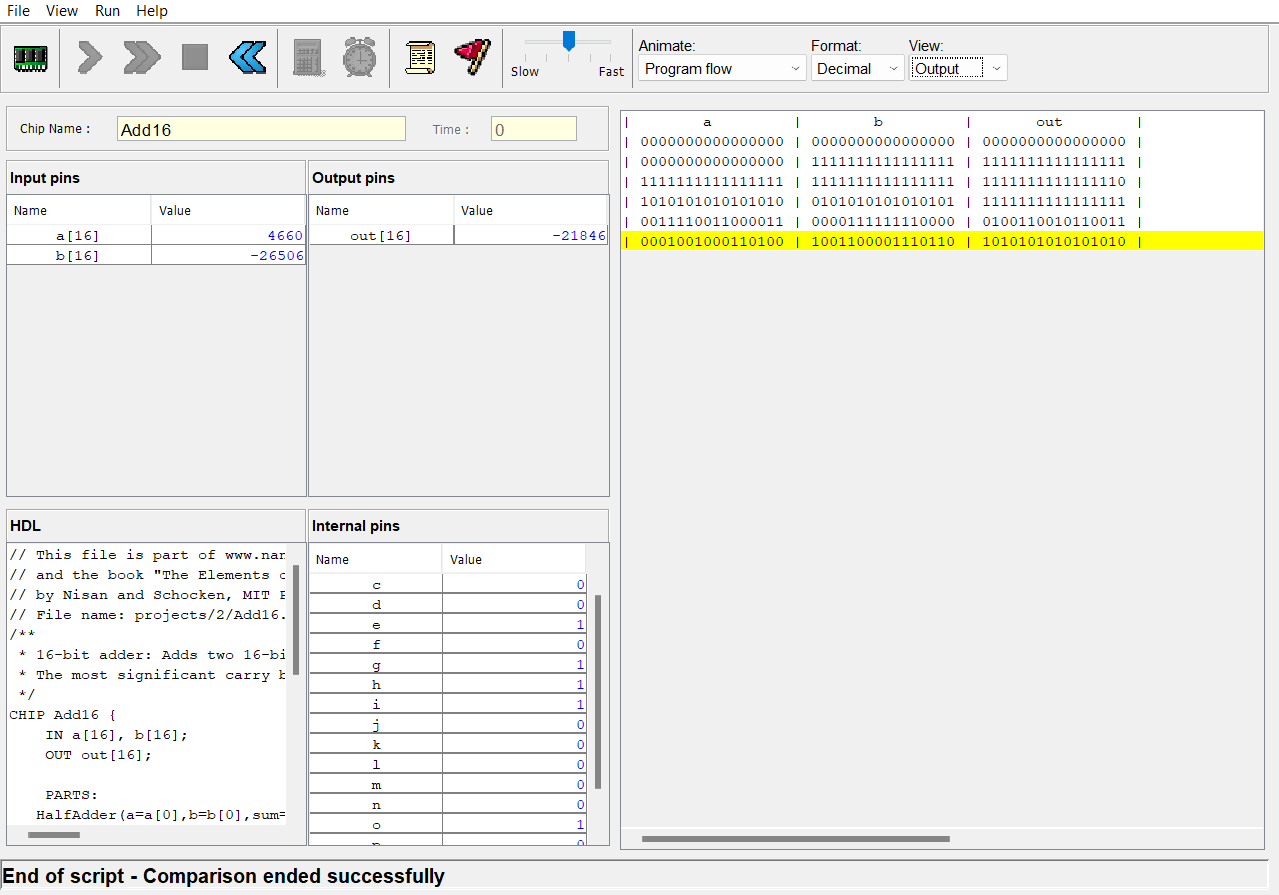 File View Run Help
Animate: Format: View:
Slow Fast Program flow Decimal Output
Chip Name : Add16 Time : 0
Input pins
Name Value
a[16] 4660
b[16] -26506
Output pins
Name Value
out[16] -21846
| a | b | out |
| 0000000000000000 | 0000000000000000 | 0000000000000000 |
| 0000000000000000 | 1111111111111111 | 1111111111111111 |
| 1111111111111111 | 1111111111111111 | 1111111111111110 |
| 1010101010101010 | 0101010101010101 | 1111111111111111 |
| 0011110011000011 | 0000111111110000 | 0100110010110011 |
| 0001001000110100 | 1001100001110110 | 1010101010101010 |
HDL
// This file is part of www.nan
// and the book "The Elements o
// by Nisan and Schocken, MIT P
// File name: projects/2/Add16.
/**
* 16-bit adder: Adds two 16-bi
* The most significant carry b
*/
CHIP Add16 {
IN a[16], b[16];
OUT out[16];
PARTS:
HalfAdder(a=a[0],b=b[0],sum=
Internal pins
Name Value
c 0
d 0
e 1
f 0
g 1
h 1
i 1
j 0
k 0
l 0
m 0
n 0
o 1
End of script - Comparison ended successfully